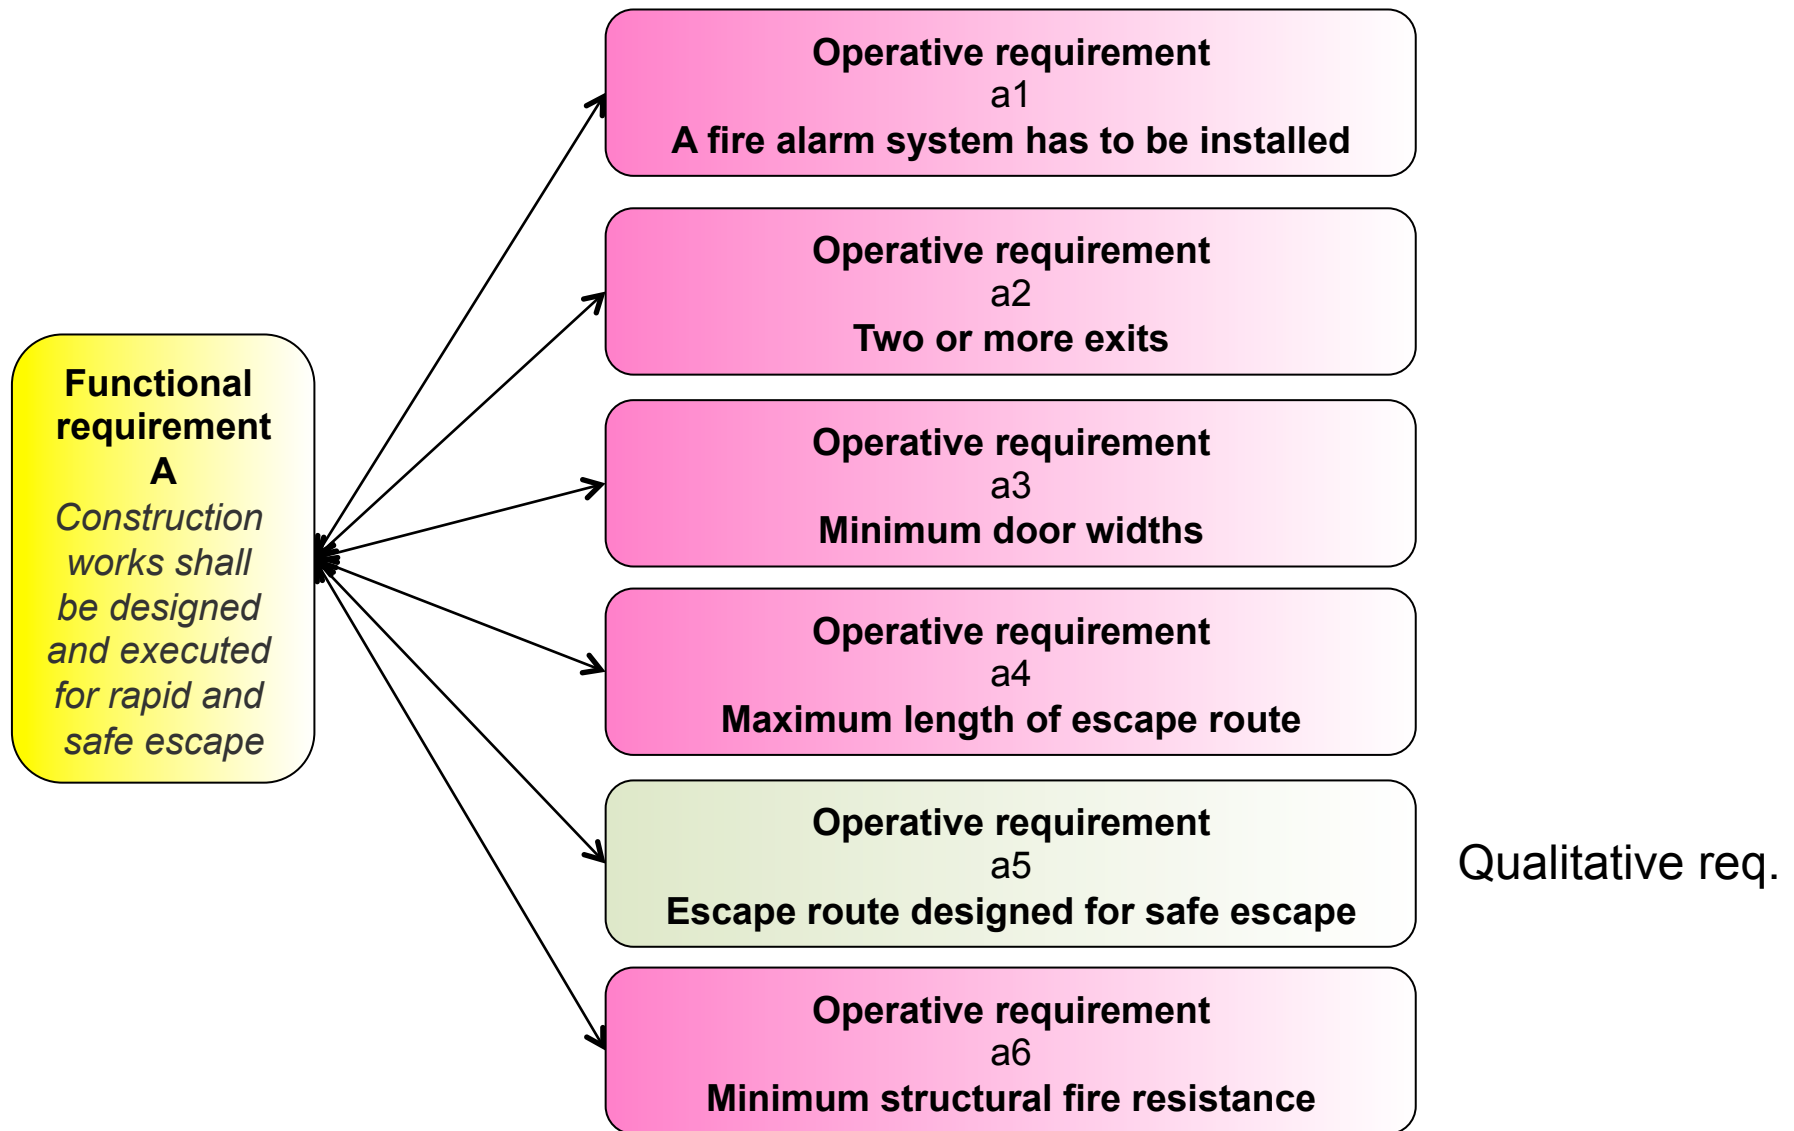 Functional
requirement
A
Construction
works shall
be designed
and executed
for rapid and
safe escape
Operative requirement
a1
A fire alarm system has to be installed
Operative requirement
a2
Two or more exits
Operative requirement
a3
Minimum door widths
Operative requirement
a4
Maximum length of escape route
Operative requirement
a5
Escape route designed for safe escape
Qualitative req.
Operative requirement
a6
Minimum structural fire resistance